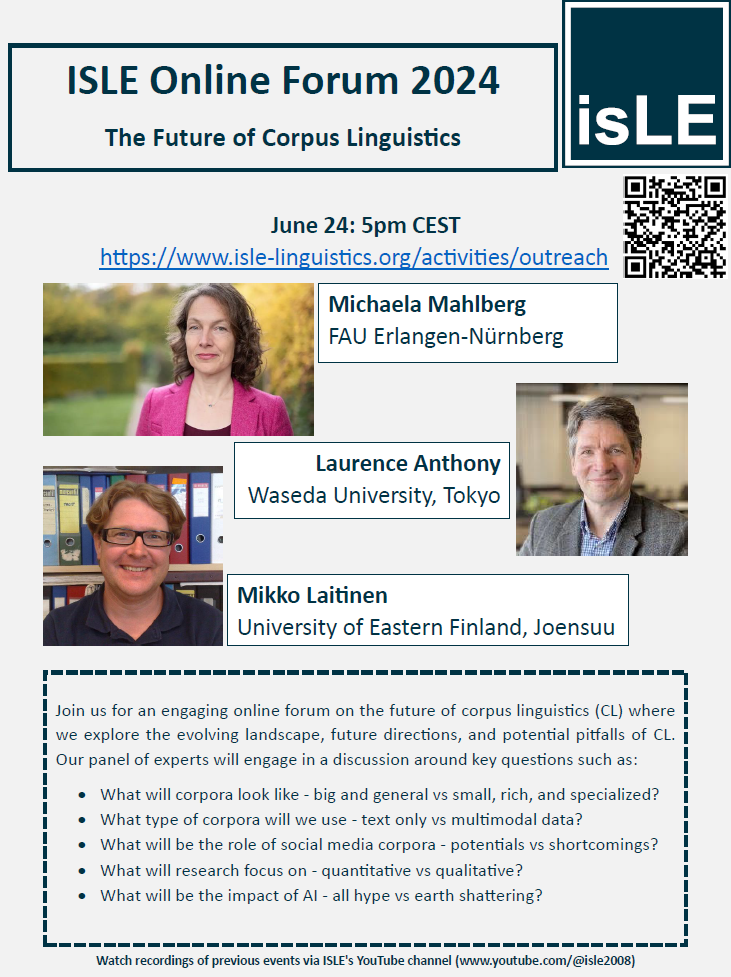 ISLE Online Forum 2024
The Future of Corpus Linguistics
isLE
June 24: 5pm CEST
https://www.isle-linguistics.org/activities/outreach
Michaela Mahlberg
FAU Erlangen-Nürnberg
Laurence Anthony
Waseda University, Tokyo
Mikko Laitinen
University of Eastern Finland, Joensuu
Join us for an engaging online forum on the future of corpus linguistics (CL) where
we explore the evolving landscape, future directions, and potential pitfalls of CL.
Our panel of experts will engage in a discussion around key questions such as:
• What will corpora look like - big and general vs small, rich, and specialized?
• What type of corpora will we use - text only vs multimodal data?
• What will be the role of social media corpora - potentials vs shortcomings?
• What will research focus on - quantitative vs qualitative?
• What will be the impact of AI - all hype vs earth shattering?
Watch recordings of previous events via ISLE's YouTube channel (www.youtube.com/@isle2008)